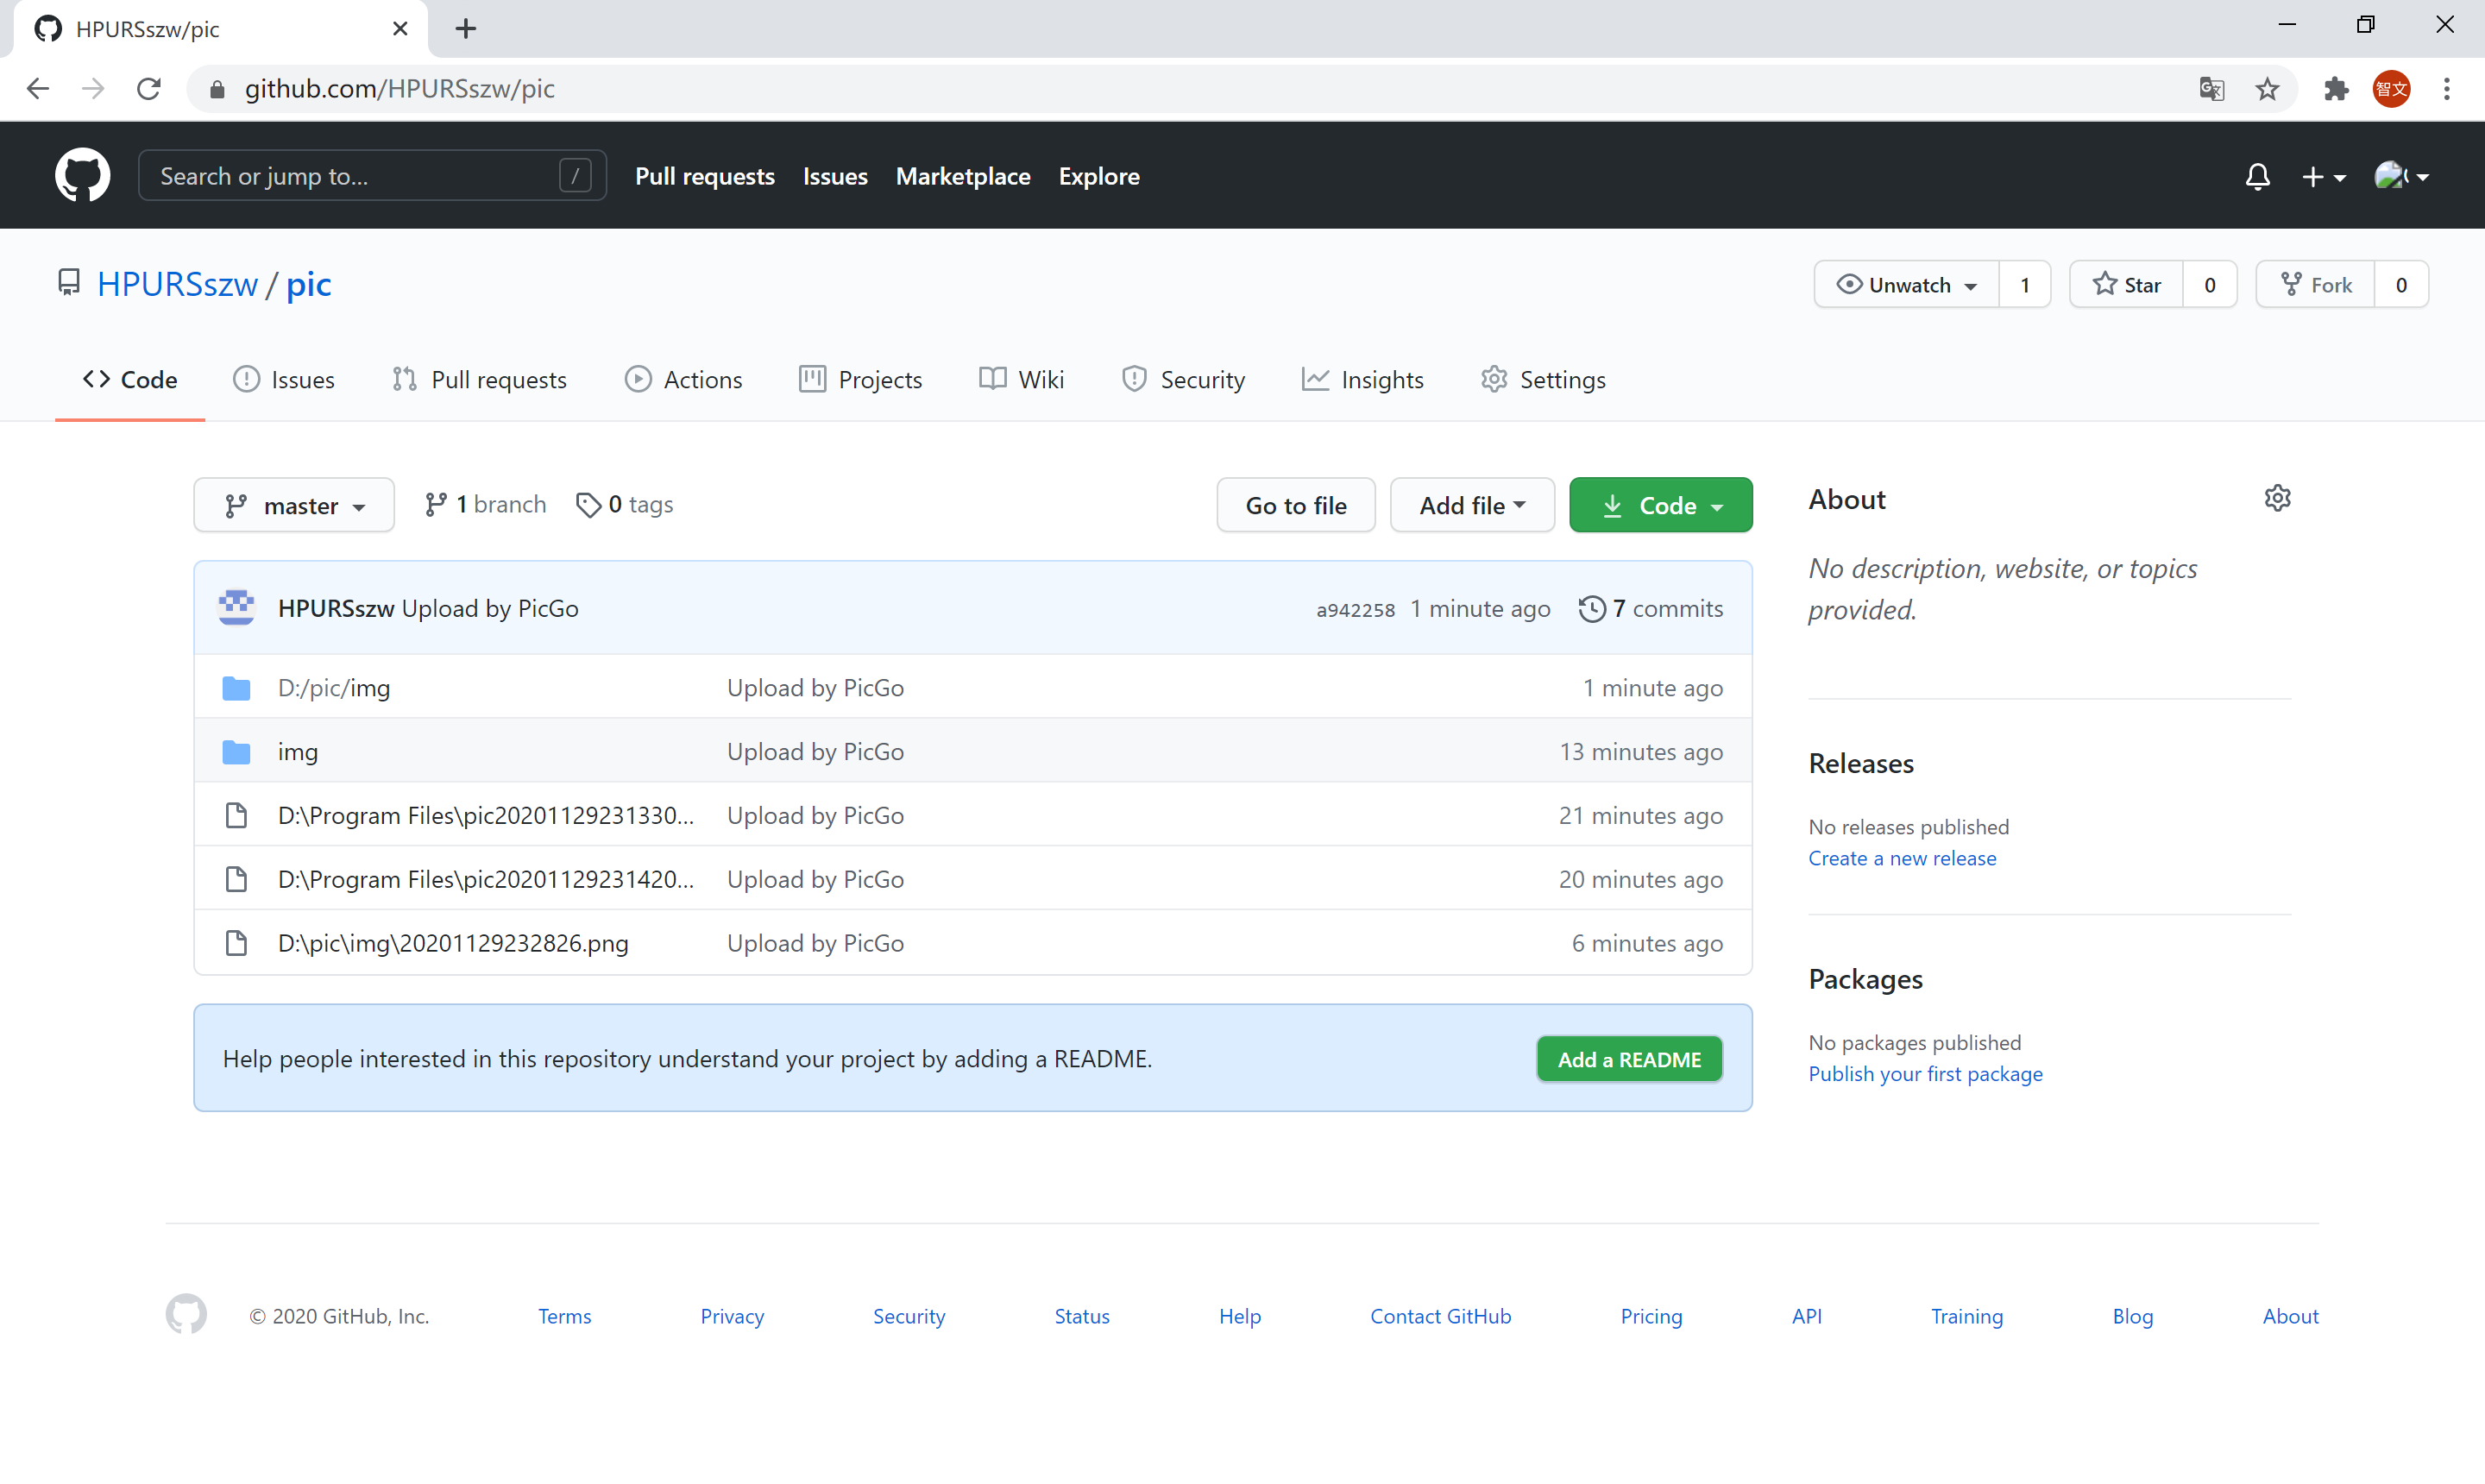 HPURSszw/pic
github.com/HPURSszw/pic
智文
Search or jump to... /
Pull requests Issues Marketplace Explore
HPURSszw / pic
Unwatch 1 Star 0 Fork 0
Code Issues Pull requests Actions Projects Wiki Security Insights Settings
master 1 branch 0 tags Go to file Add file Code
HPURSszw Upload by PicGo a942258 1 minute ago 7 commits
D:/pic/img Upload by PicGo 1 minute ago
img Upload by PicGo 13 minutes ago
D:\Program Files\pic20201129231330... Upload by PicGo 21 minutes ago
D:\Program Files\pic20201129231420... Upload by PicGo 20 minutes ago
D:\pic\img\20201129232826.png Upload by PicGo 6 minutes ago
Help people interested in this repository understand your project by adding a README. Add a README
About
No description, website, or topics
provided.
Releases
No releases published
Create a new release
Packages
No packages published
Publish your first package
© 2020 GitHub, Inc. Terms Privacy Security Status Help Contact GitHub Pricing API Training Blog About